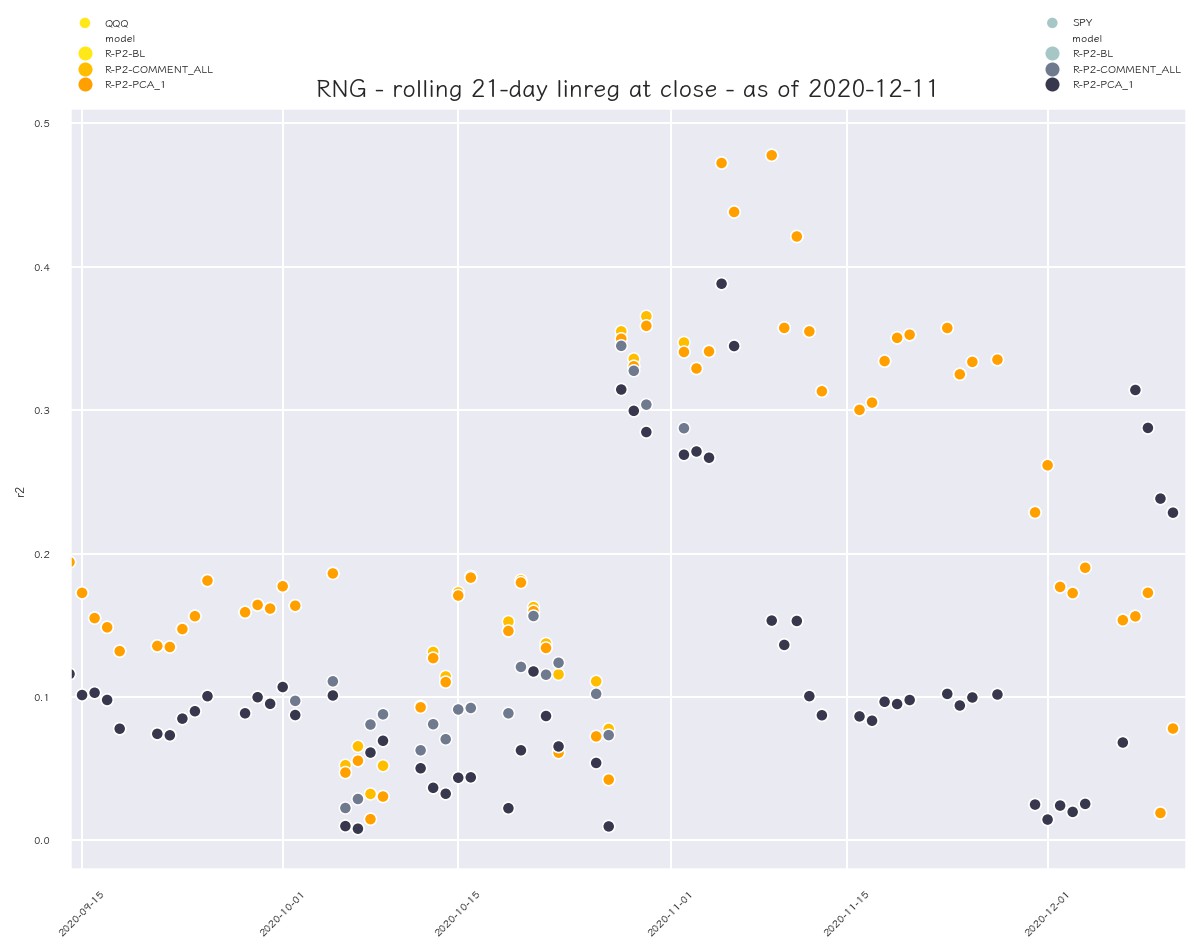 QQQ
model
R-P2-BL
R-P2-COMMENT_ALL
R-P2-PCA_1
SPY
model
R-P2-BL
R-P2-COMMENT_ALL
R-P2-PCA_1
RNG - rolling 21-day linreg at close - as of 2020-12-11
0.5
0.4
0.3
r2
0.2
0.1
0.0
2020-09-15
2020-10-01
2020-10-15
2020-11-01
2020-11-15
2020-12-01